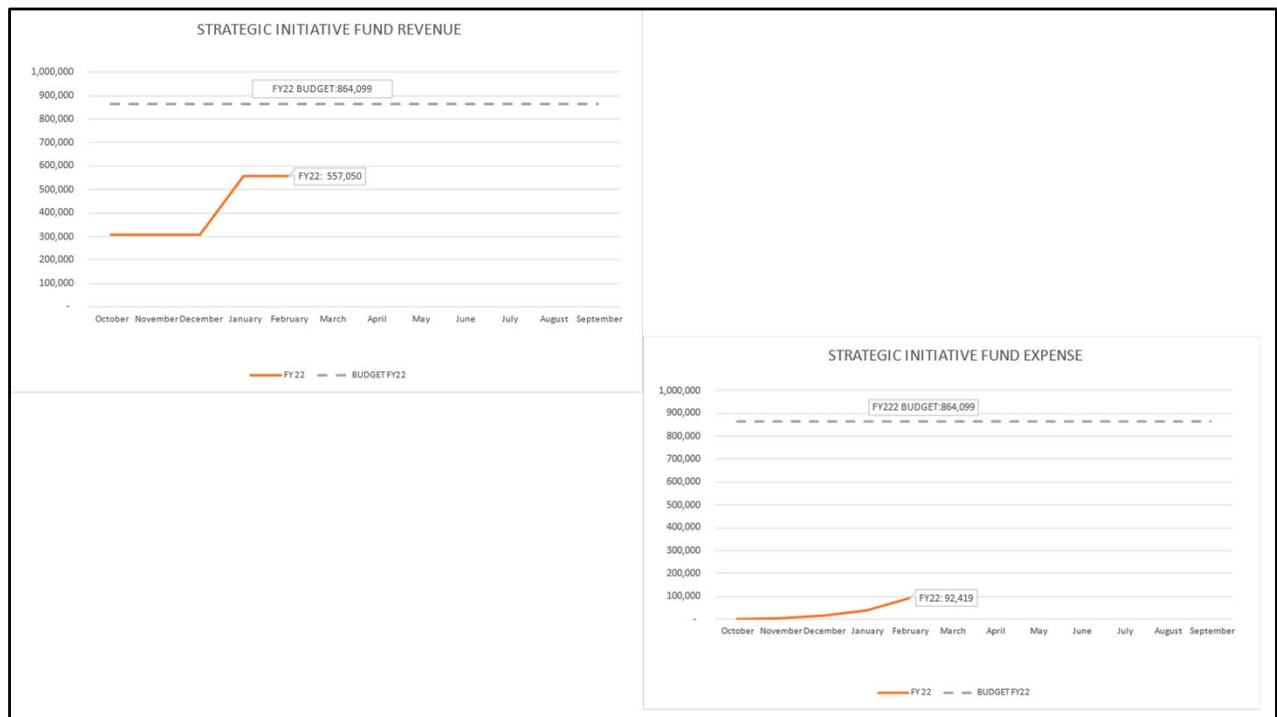 STRATEGIC INITIATIVE FUND REVENUE
1,000,000
900,000
800,000
700,000
600,000
500,000
400,000
300,000
200,000
100,000
-
FY22 BUDGET:864,099
FY22: 557,050
October November December January February March April May June July August September
FY 22 BUDGET FY22
STRATEGIC INITIATIVE FUND EXPENSE
1,000,000
900,000
800,000
700,000
600,000
500,000
400,000
300,000
200,000
100,000
-
FY222 BUDGET:864,099
FY22: 92,419
October November December January February March April May June July August September
FY 22 BUDGET FY22